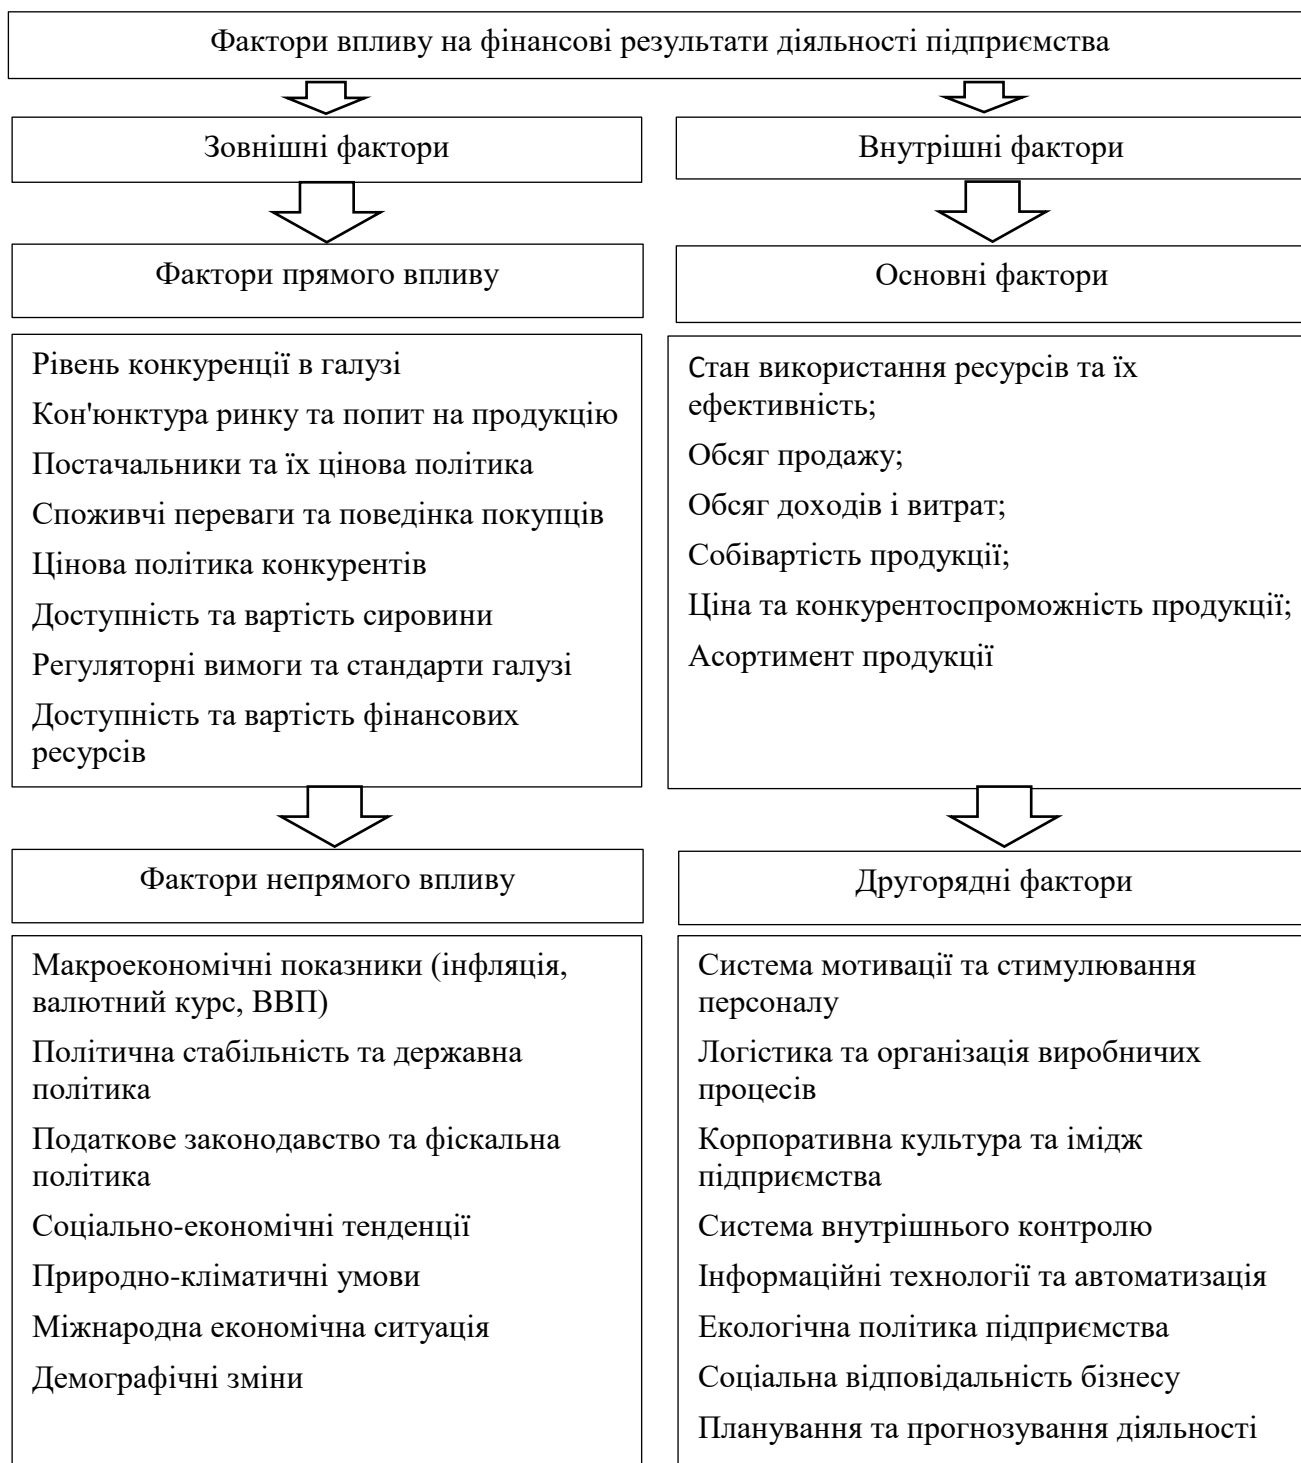 Фактори впливу на фінансові результати діяльності підприємства
Зовнішні фактори
Внутрішні фактори
Фактори прямого впливу
Основні фактори
Рівень конкуренції в галузі
Кон'юнктура ринку та попит на продукцію
Постачальники та їх цінова політика
Споживчі переваги та поведінка покупців
Цінова політика конкурентів
Доступність та вартість сировини
Регуляторні вимоги та стандарти галузі
Доступність та вартість фінансових
ресурсів
Стан використання ресурсів та їх
ефективність;
Обсяг продажу;
Обсяг доходів і витрат;
Собівартість продукції;
Ціна та конкурентоспроможність продукції;
Асортимент продукції
Фактори непрямого впливу
Другорядні фактори
Макроекономічні показники (інфляція,
валютний курс, ВВП)
Політична стабільність та державна
політика
Податкове законодавство та фіскальна
політика
Соціально-економічні тенденції
Природно-кліматичні умови
Міжнародна економічна ситуація
Демографічні зміни
Система мотивації та стимулювання
персоналу
Логістика та організація виробничих
процесів
Корпоративна культура та імідж
підприємства
Система внутрішнього контролю
Інформаційні технології та автоматизація
Екологічна політика підприємства
Соціальна відповідальність бізнесу
Планування та прогнозування діяльності